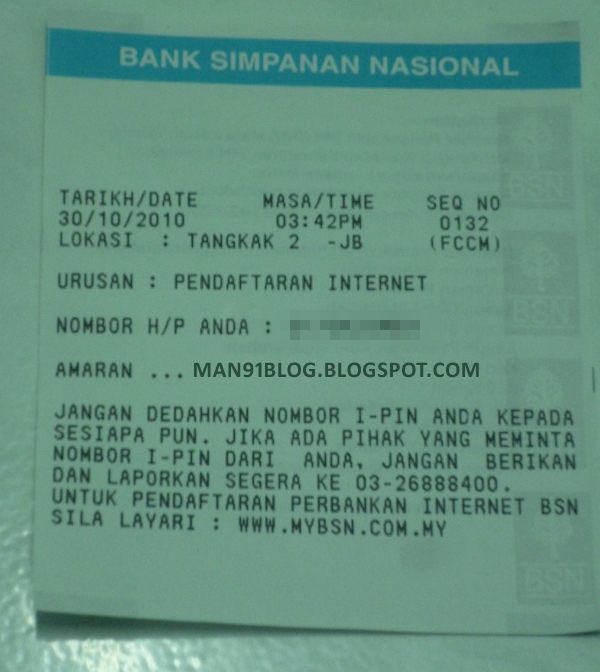 BANK SIMPANAN NASIONAL
BSN
TARIKH/DATE MASA/TIME SEQ NO
30/10/2010 03:42PM 0132
LOKASI : TANGKAK 2 -JB (FCCM)
URUSAN : PENDAFTARAN INTERNET
BSN
NOMBOR H/P ANDA :
AMARAN ... MAN91BLOG.BLOGSPOT.COM
JANGAN DEDAHKAN NOMBOR I-PIN ANDA KEPADA
SESIAPA PUN. JIKA ADA PIHAK YANG MEMINTA
NOMBOR I-PIN DARI ANDA, JANGAN BERIKAN
DAN LAPORKAN SEGERA KE 03-26888400.
UNTUK PENDAFTARAN PERBANKAN INTERNET BSN
SILA LAYARI : WWW.MYBSN.COM.MY
BSN